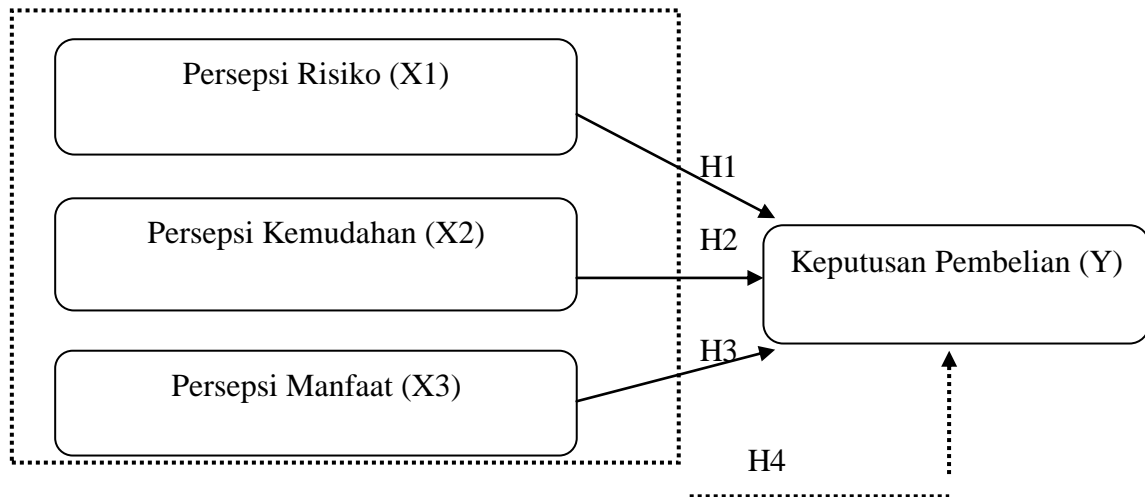 Persepsi Risiko (X1)
H1
Persepsi Kemudahan (X2)
H2
Keputusan Pembelian (Y)
H3
Persepsi Manfaat (X3)
H4